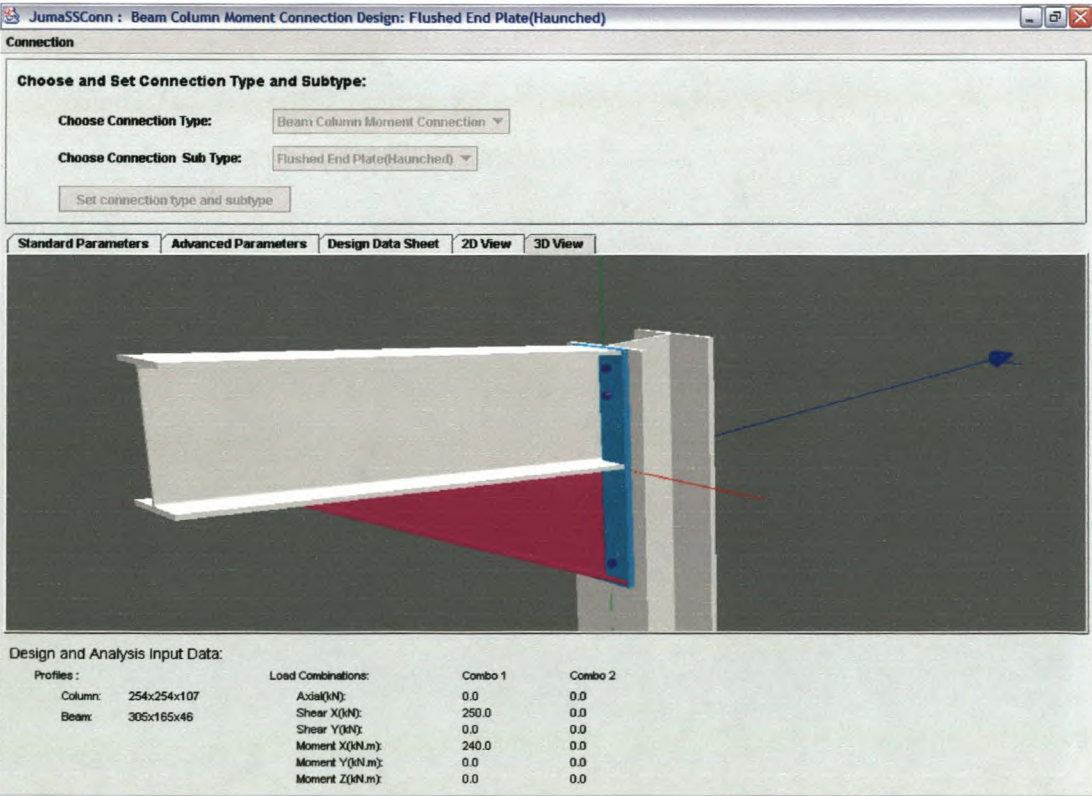 JumaSSConn : Beam Column Moment Connection Design: Flushed End Plate(Haunched)
Connection
Choose and Set Connection Type and Subtype:
Choose Connection Type: Beam Column Moment Connection
Choose Connection Sub Type: Flushed End Plate(Haunched)
Set connection type and subtype
Standard Parameters Advanced Parameters Design Data Sheet 2D View 3D View
Design and Analysis Input Data:
Profiles : Load Combinations: Combo 1 Combo 2
Column: 254x254x107 Axial(kN): 0.0 0.0
Beam: 305x165x46 Shear X(kN): 250.0 0.0
Shear Y(kN): 0.0 0.0
Moment X(kN.m): 240.0 0.0
Moment Y(kN.m): 0.0 0.0
Moment Z(kN.m): 0.0 0.0